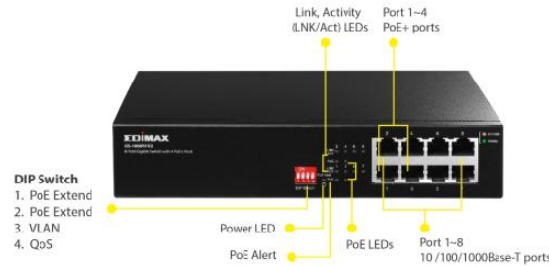 Link, Activity
(LNK/Act) LEDs
Port 1~4
PoE+ ports
EDIMAX
DIP Switch
1. PoE Extend
2. PoE Extend
3. VLAN
4. QoS
Power LED
PoE Alert
PoE LEDs
Port 1~8
10 /100/1000Base-T ports